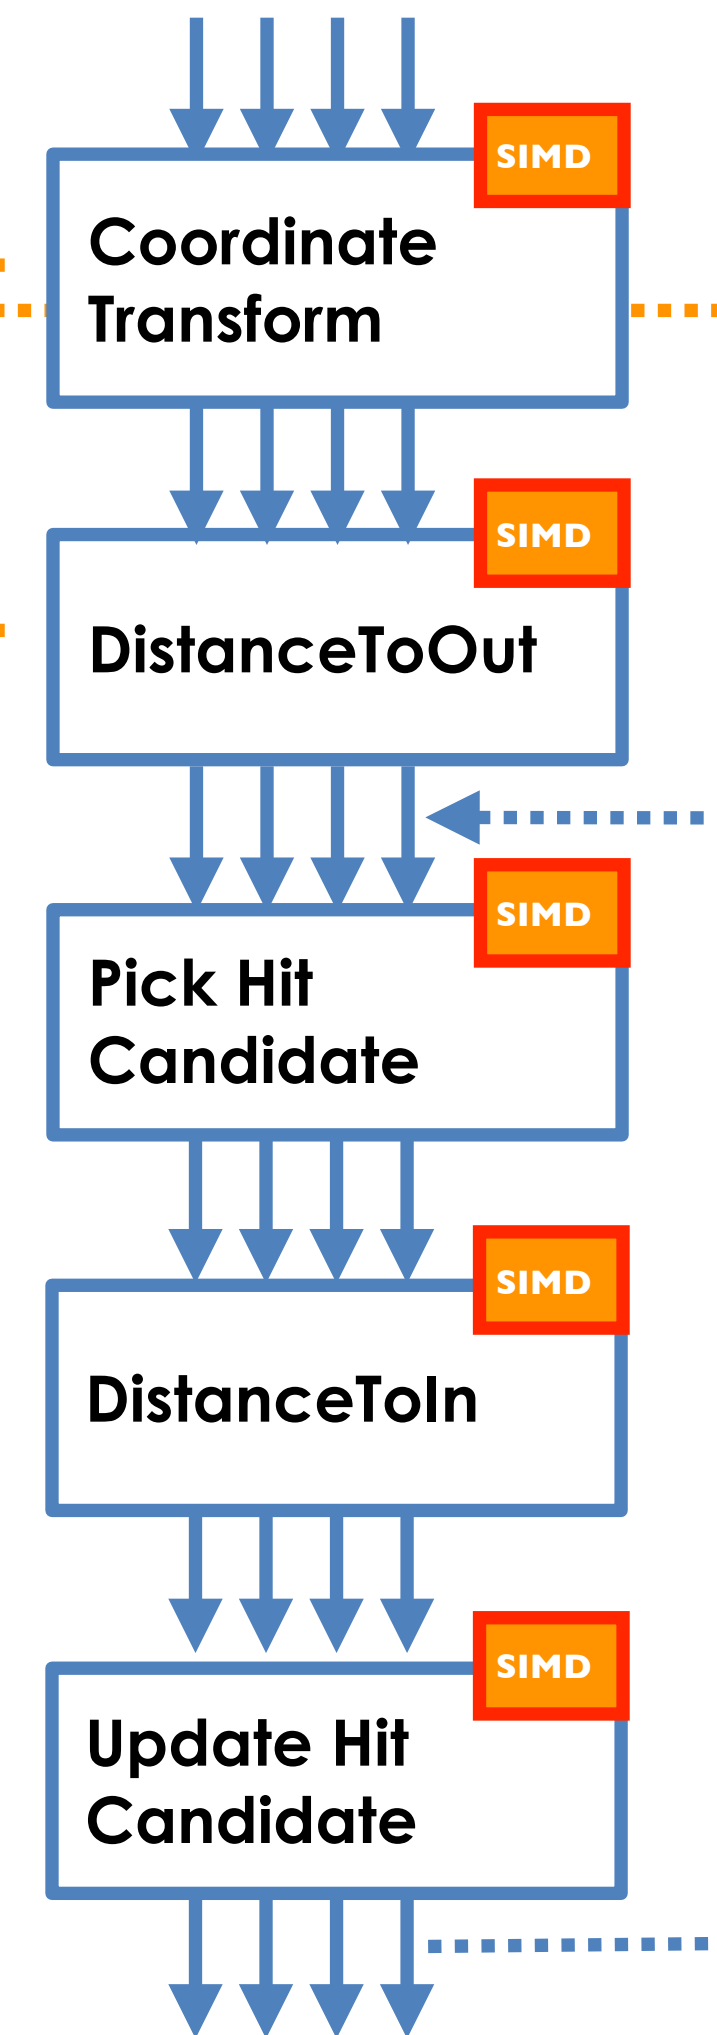 SIMD
Coordinate
Transform
SIMD
DistanceToOut
SIMD
Pick Hit
Candidate
SIMD
DistanceToIn
SIMD
Update Hit
Candidate